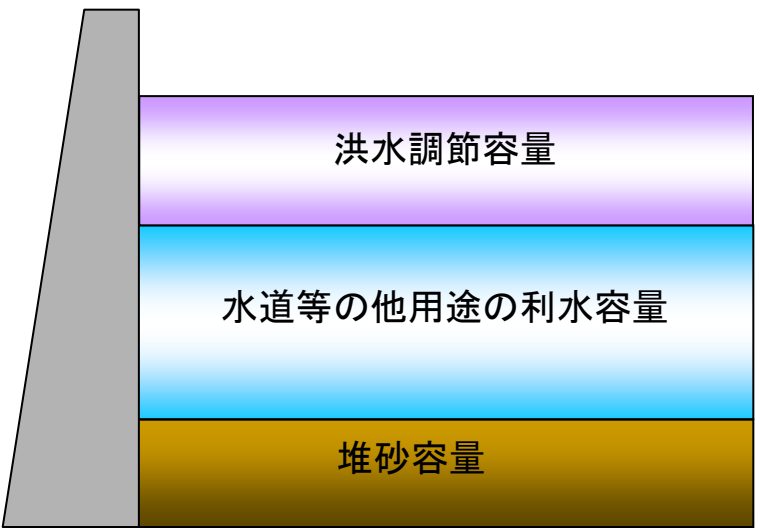 洪水調節容量
水道等の他用途の利水容量
堆砂容量